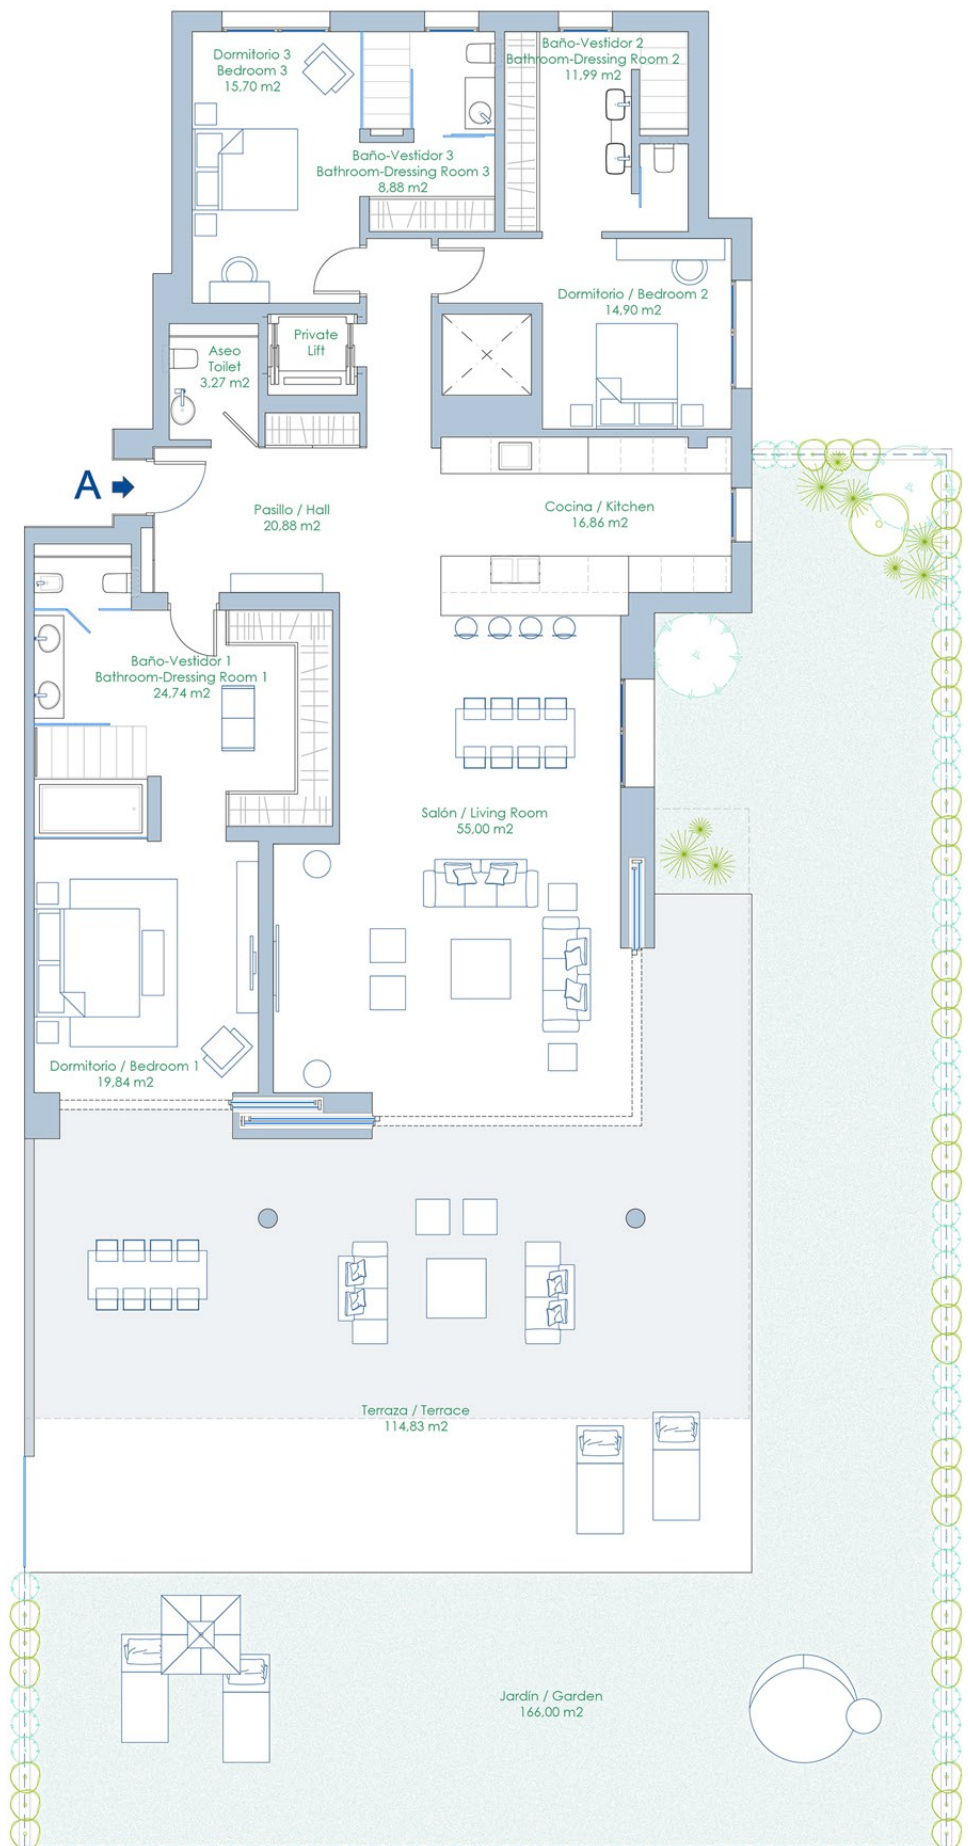 Dormitorio 3
Bedroom 3
15,70 m2
Baño-Vestidor 2
Bathroom-Dressing Room 2
11,99 m2
Baño-Vestidor 3
Bathroom-Dressing Room 3
8,88 m2
Dormitorio / Bedroom 2
14,90 m2
Private
Lift
Aseo
Toilet
3,27 m2
A
Pasillo / Hall
20,88 m2
Cocina / Kitchen
16,86 m2
Baño-Vestidor 1
Bathroom-Dressing Room 1
24,74 m2
Salón / Living Room
55,00 m2
Dormitorio / Bedroom 1
19,84 m2
Terraza / Terrace
114,83 m2
Jardín / Garden
166,00 m2